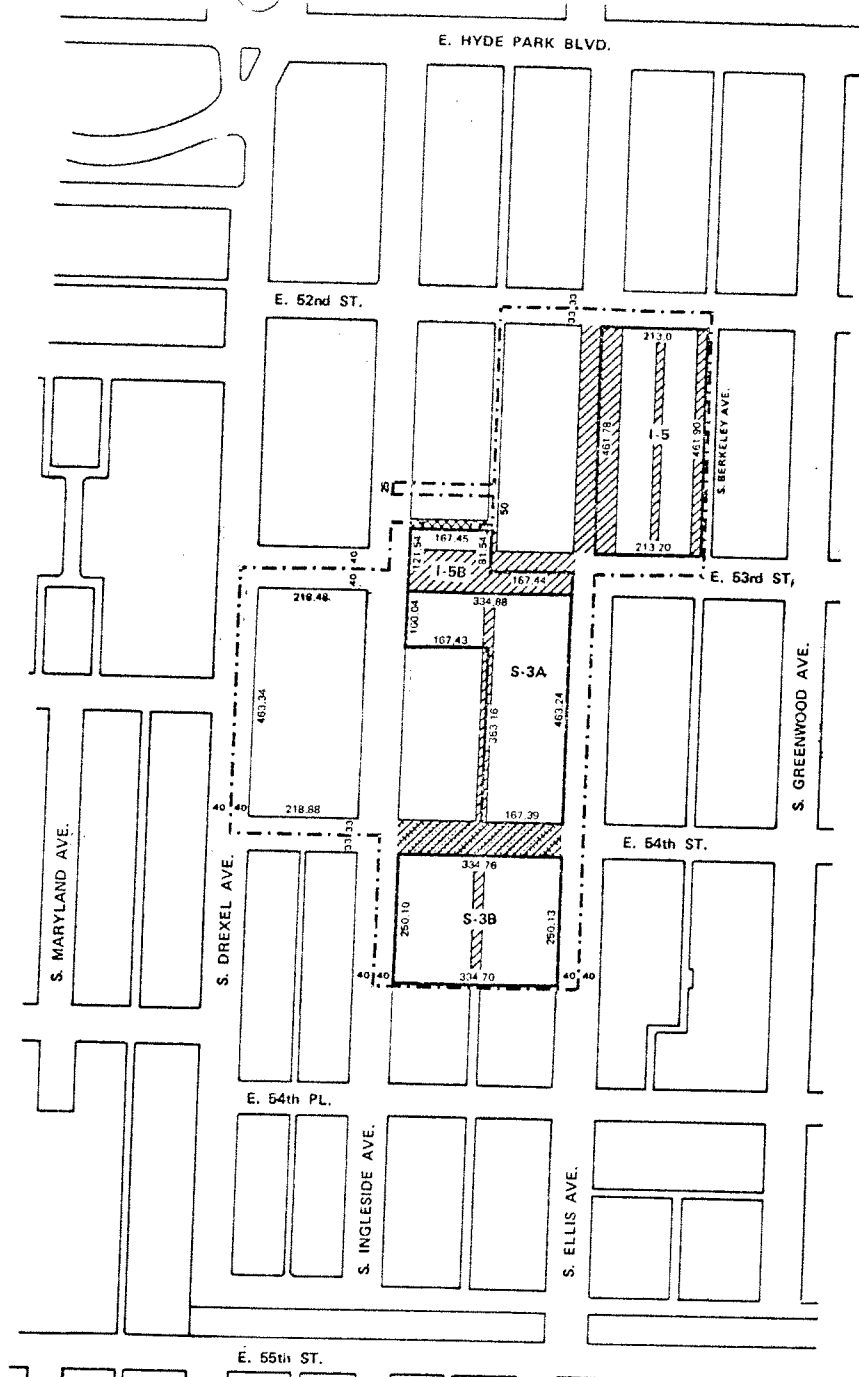 E. HYDE PARK BLVD.
E. 52nd ST.
33 33
213.0
461.78
I-5
461.90
S. BERKELEY AVE.
25
50
167.45
121.54
81.54
I-5B
167.44
213.20
E. 53rd ST.
40
40
218.48
334.88
100.04
167.43
S-3A
463.34
363.16
463.24
S. GREENWOOD AVE.
218.88
167.39
40 40
33 33
E. 54th ST.
334.76
S. MARYLAND AVE.
S. DREXEL AVE.
250.10
S-3B
250.13
40 40
334.70
40 40
E. 54th PL.
S. INGLESIDE AVE.
S. ELLIS AVE.
E. 55th ST.